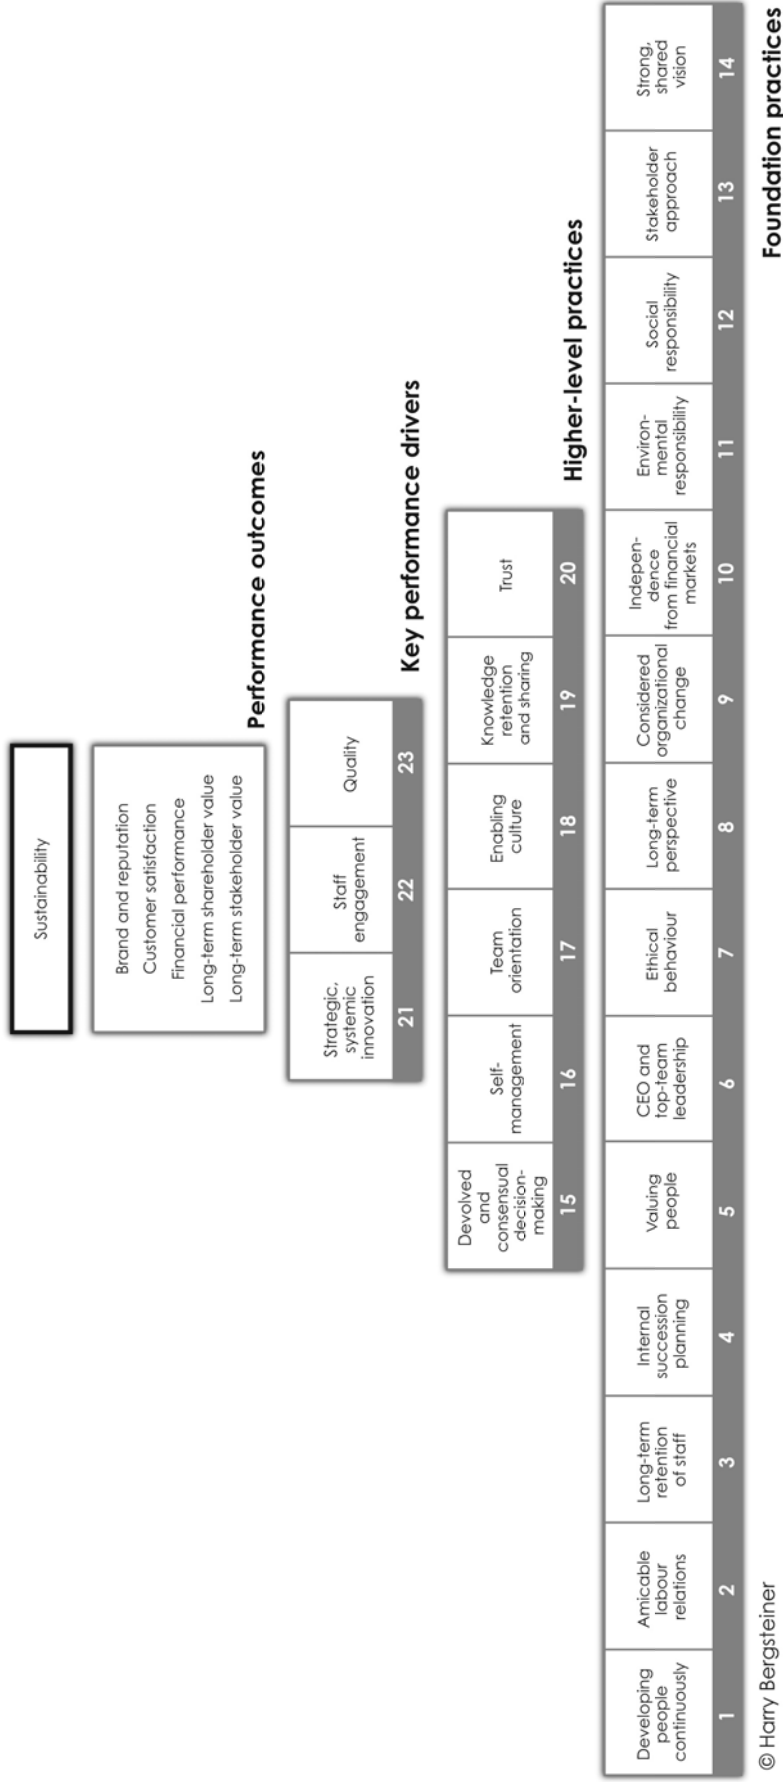 Sustainability
Brand and reputation
Customer satisfaction
Financial performance
Long-term shareholder value
Long-term stakeholder value
Performance outcomes
Strategic,
systemic
innovation
21
Staff
engagement
22
Quality
23
Key performance drivers
Devolved
and
consensual
decision-
making
15
Self-
management
16
Team
orientation
17
Enabling
culture
18
Knowledge
retention
and sharing
19
Trust
20
Higher-level practices
Developing
people
continuously
1
Amicable
labour
relations
2
Long-term
retention
of staff
3
Internal
succession
planning
4
Valuing
people
5
CEO and
top-team
leadership
6
Ethical
behaviour
7
Long-term
perspective
8
Considered
organizational
change
9
Indepen-
dence
from financial
markets
10
Environ-
mental
responsibility
11
Social
responsibility
12
Stakeholder
approach
13
Strong,
shared
vision
14
Foundation practices
© Harry Bergsteiner